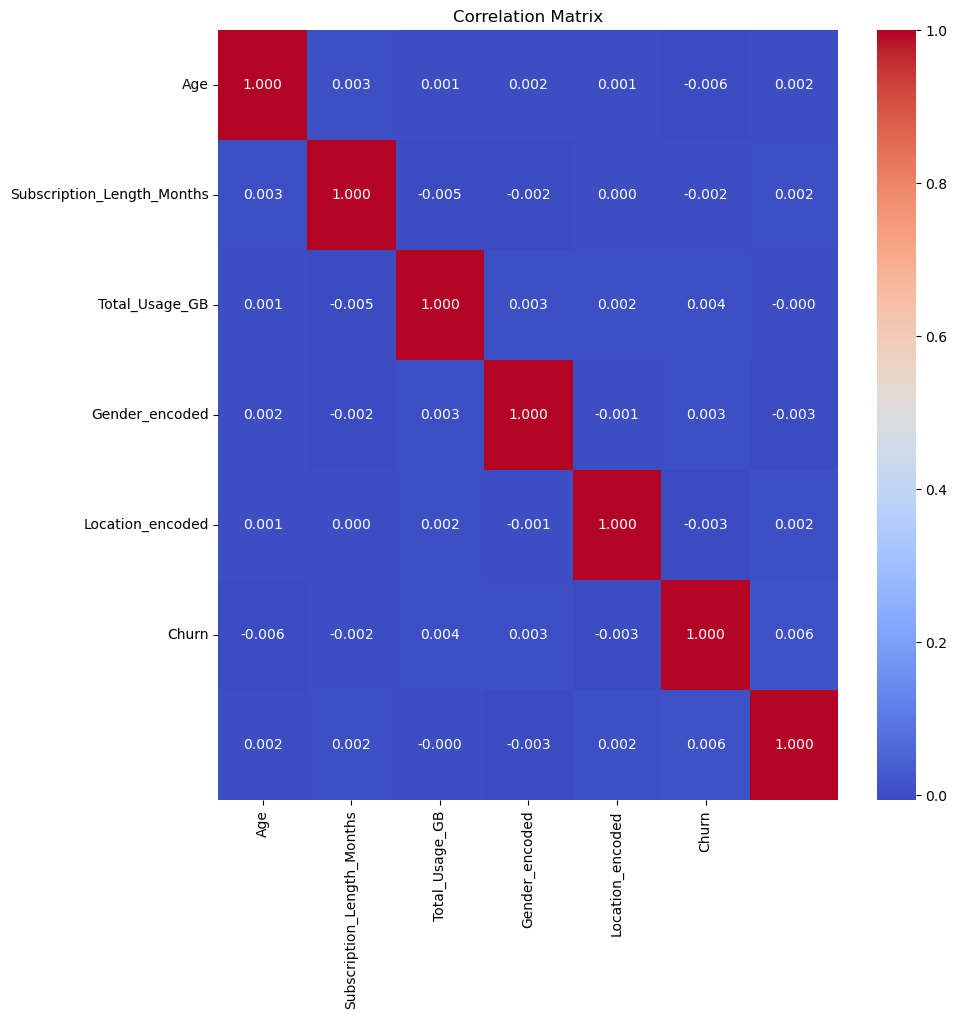 Correlation Matrix
Age 1.000 0.003 0.001 0.002 0.001 -0.006 0.002
Subscription_Length_Months 0.003 1.000 -0.005 -0.002 0.000 -0.002 0.002
Total_Usage_GB 0.001 -0.005 1.000 0.003 0.002 0.004 -0.000
Gender_encoded 0.002 -0.002 0.003 1.000 -0.001 0.003 -0.003
Location_encoded 0.001 0.000 0.002 -0.001 1.000 -0.003 0.002
Churn -0.006 -0.002 0.004 0.003 -0.003 1.000 0.006
0.002 0.002 -0.000 -0.003 0.002 0.006 1.000
Age
Subscription_Length_Months
Total_Usage_GB
Gender_encoded
Location_encoded
Churn
1.0
0.8
0.6
0.4
0.2
0.0